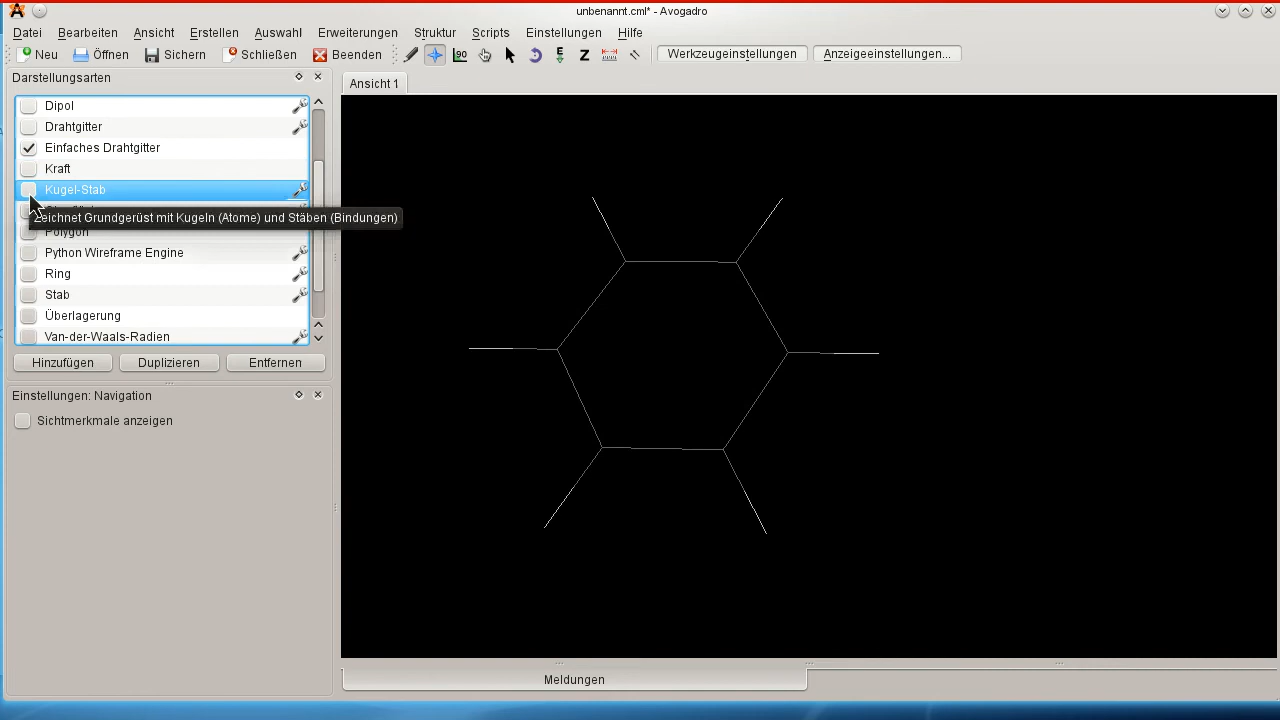 unbenannt.cml* - Avogadro
Datei Bearbeiten Ansicht Erstellen Auswahl Erweiterungen Struktur Scripts Einstellungen Hilfe
Neu Öffnen Sichern Schließen Beenden 90 E Z Werkzeugeinstellungen Anzeigeeinstellungen...
Darstellungsarten
Ansicht 1
Dipol
Drahtgitter
Einfaches Drahtgitter
Kraft
Kugel-Stab
Zeichnet Grundgerüst mit Kugeln (Atome) und Stäben (Bindungen)
Polygon
Python Wireframe Engine
Ring
Stab
Überlagerung
Van-der-Waals-Radien
Hinzufügen Duplizieren Entfernen
Einstellungen: Navigation
Sichtmerkmale anzeigen
Meldungen